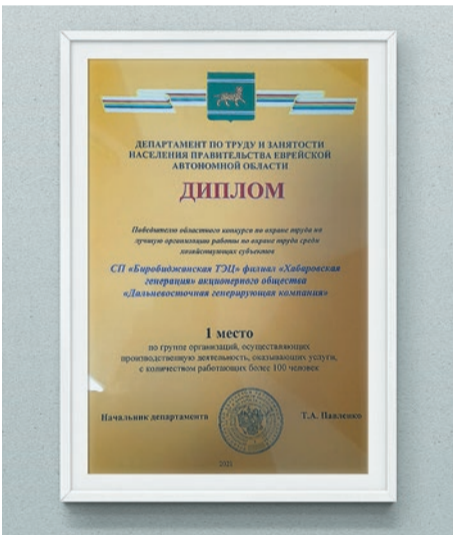 ДЕПАРТАМЕНТ ПО ТРУДУ И ЗАНЯТОСТИ
НАСЕЛЕНИЯ ПРАВИТЕЛЬСТВА ЕВРЕЙСКОЙ
АВТОНОМНОЙ ОБЛАСТИ
ДИПЛОМ
Победителю областного конкурса по охране труда на
лучшую организации работы по охране труда среди
хозяйствующих субъектов
СП «Биробиджанская ТЭЦ» филиал «Хабаровская
генерация» акционерного общества
«Дальневосточная генерирующая компания»
1 место
по группе организаций, осуществляющих
производственную деятельность, оказывающих услуги,
с количеством работающих более 100 человек
Начальник департамента Т.А. Павленко
2021